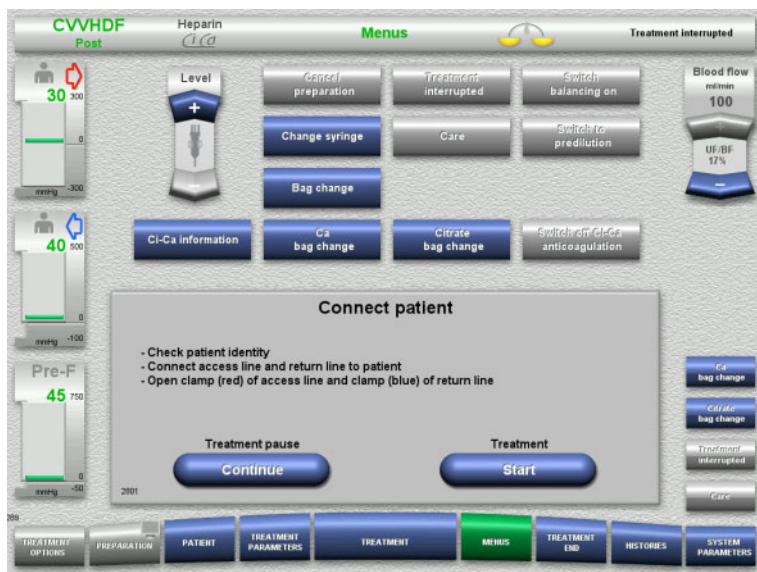 CVVHDF
Post
Heparin
Ci Ca
Menus
Treatment interrupted
30
300
0
-300
mmHg
Level
+
−
Cancel
preparation
Treatment
interrupted
Switch
balancing on
Change syringe
Care
Switch to
predilution
Bag change
Ci-Ca information
Ca
bag change
Citrate
bag change
Switch off Ci-Ca
anticoagulation
Blood flow
ml/min
100
+
UF/BF
17%
−
40
500
0
-100
mmHg
Pre-F
45
750
0
-50
mmHg
Connect patient
- Check patient identity
- Connect access line and return line to patient
- Open clamp (red) of access line and clamp (blue) of return line
Treatment pause
Continue
Treatment
Start
2801
Ca
bag change
Citrate
bag change
Treatment
interrupted
Care
TREATMENT
OPTIONS
PREPARATION
PATIENT
TREATMENT
PARAMETERS
TREATMENT
MENUS
TREATMENT
END
HISTORIES
SYSTEM
PARAMETERS